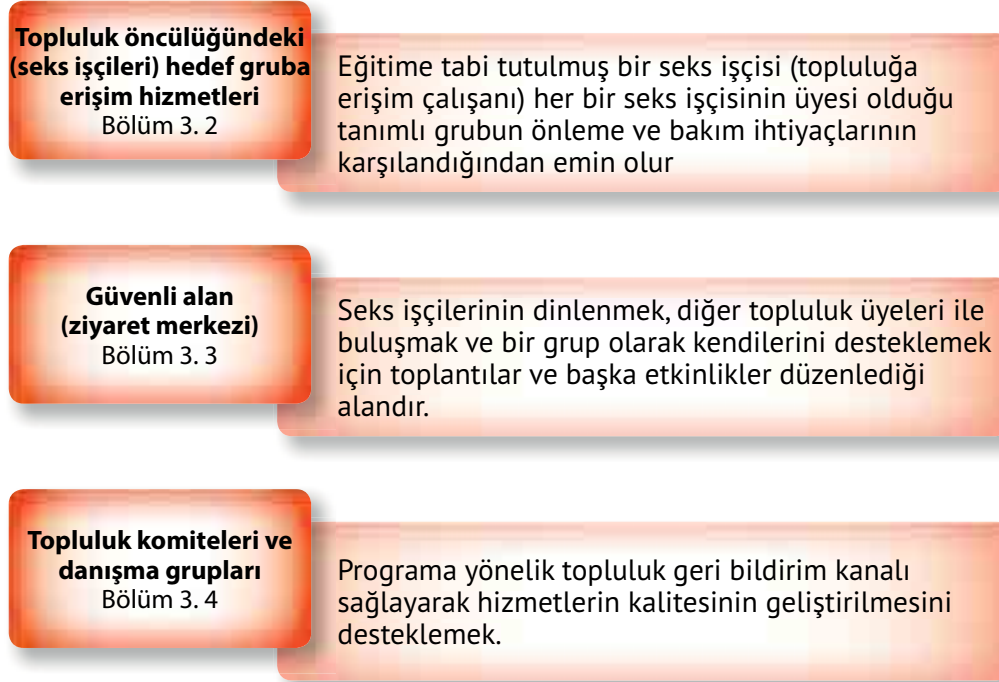 Topluluk öncülüğündeki
(seks işçileri) hedef gruba
erişim hizmetleri
Bölüm 3. 2
Eğitime tabi tutulmuş bir seks işçisi (topluluğa
erişim çalışanı) her bir seks işçisinin üyesi olduğu
tanımlı grubun önleme ve bakım ihtiyaçlarının
karşılandığından emin olur
Güvenli alan
(ziyaret merkezi)
Bölüm 3. 3
Seks işçilerinin dinlenmek, diğer topluluk üyeleri ile
buluşmak ve bir grup olarak kendilerini desteklemek
için toplantılar ve başka etkinlikler düzenlediği
alandır.
Topluluk komiteleri ve
danışma grupları
Bölüm 3. 4
Programa yönelik topluluk geri bildirim kanalı
sağlayarak hizmetlerin kalitesinin geliştirilmesini
desteklemek.